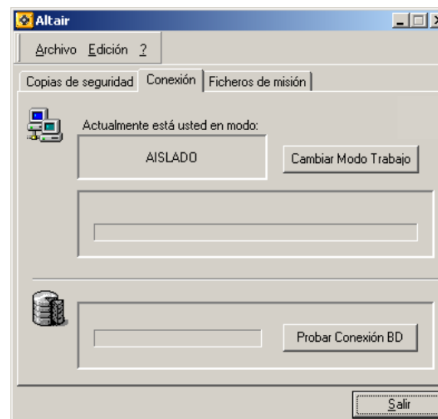 Altair
Archivo Edición ?
Copias de seguridad Conexión Ficheros de misión
Actualmente está usted en modo:
AISLADO Cambiar Modo Trabajo
Probar Conexión BD
Salir